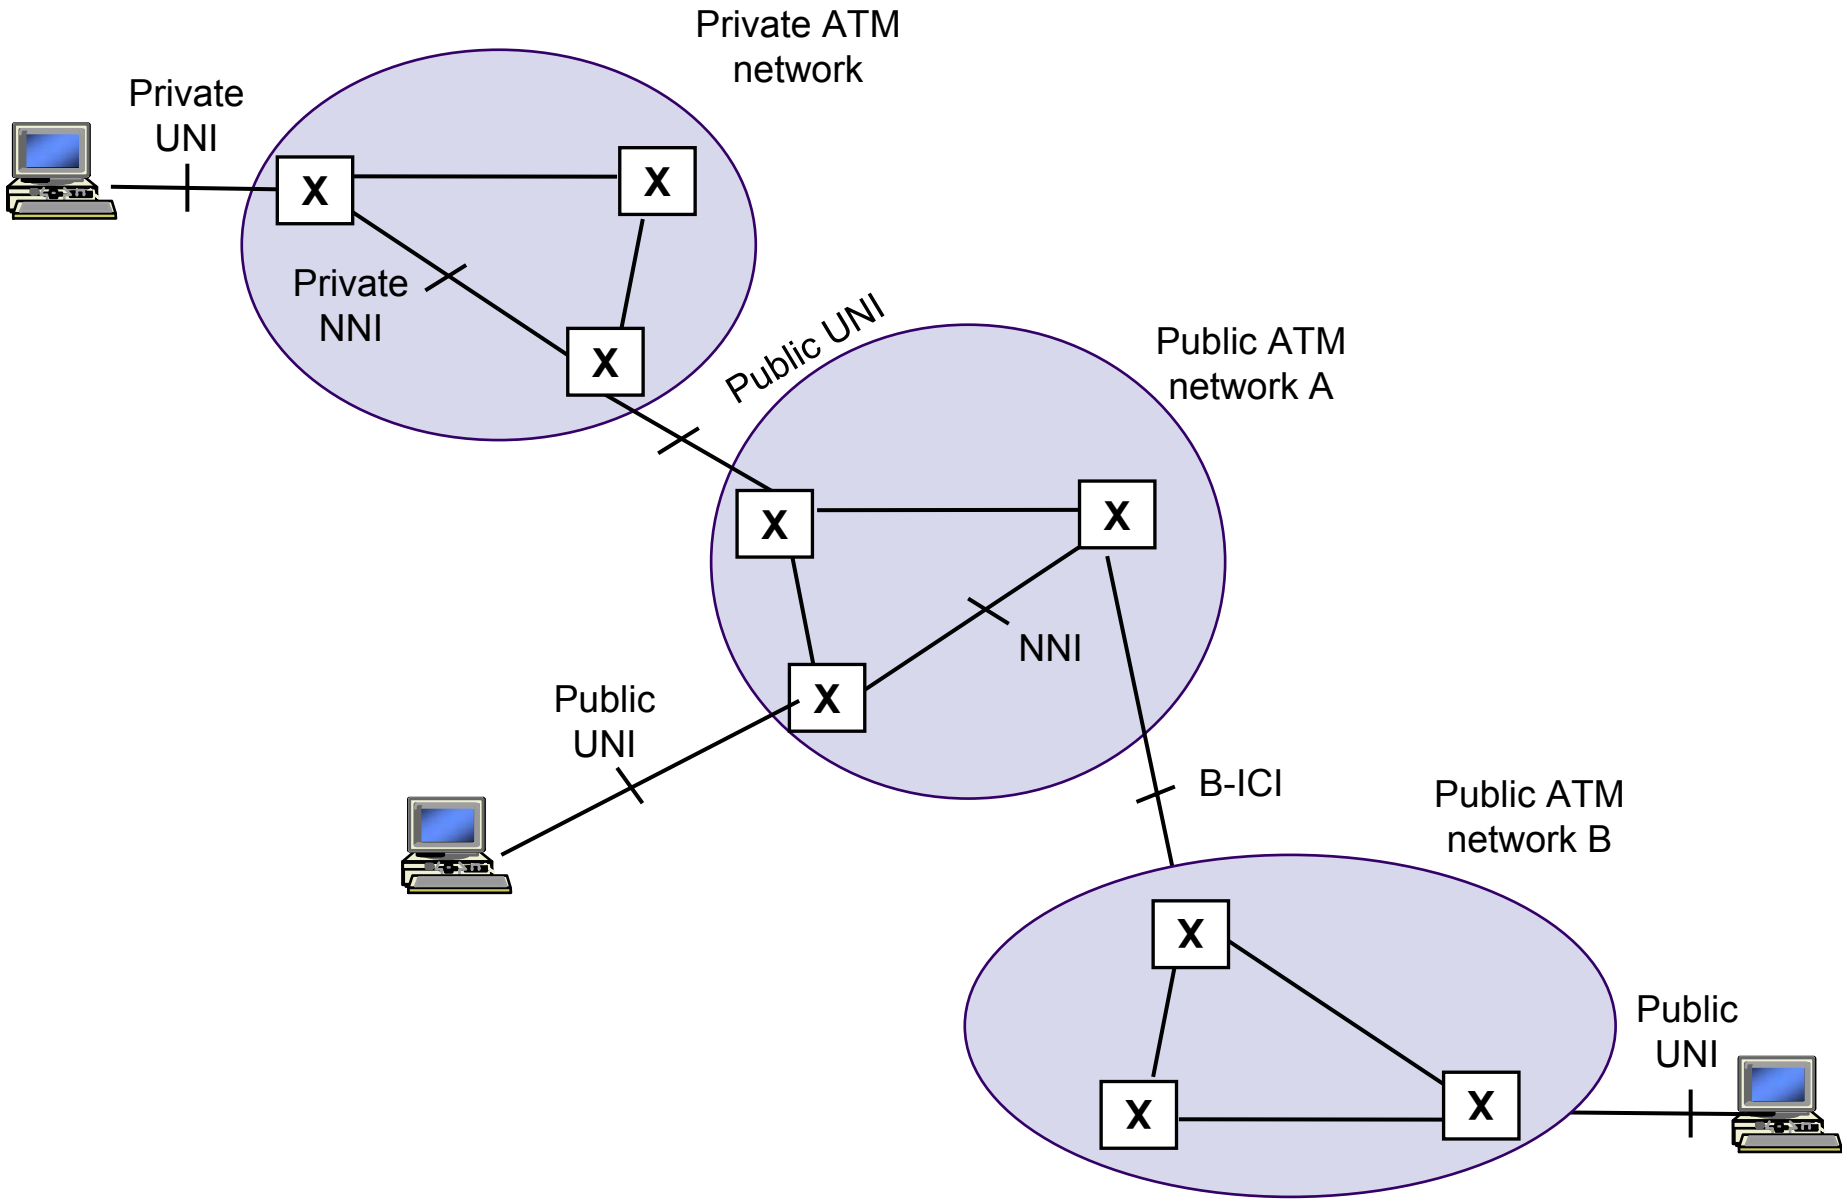 Private ATM
network
Private
UNI
X
X
Private
NNI
X
Public UNI
Public ATM
network A
X
X
NNI
X
Public
UNI
B-ICI
Public ATM
network B
X
Public
UNI
X
X